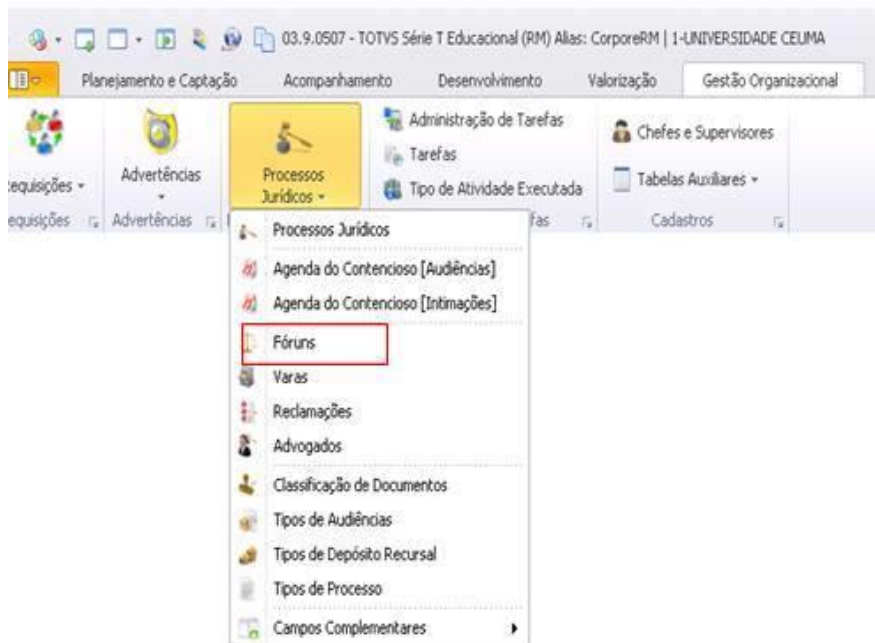 03.9.0507 - TOTVS Série T Educacional (RM) Alias: CorporeRM | 1-UNIVERSIDADE CEUMA
Planejamento e Captação Acompanhamento Desenvolvimento Valorização Gestão Organizacional
equisições Advertências Processos Jurídicos
Administração de Tarefas
Tarefas
Tipo de Atividade Executada
Chefes e Supervisores
Tabelas Auxiliares
equisições Advertências fas Cadastros
Processos Jurídicos
Agenda do Contencioso [Audiências]
Agenda do Contencioso [Intimações]
Fóruns
Varas
Reclamações
Advogados
Classificação de Documentos
Tipos de Audiências
Tipos de Depósito Recursal
Tipos de Processo
Campos Complementares